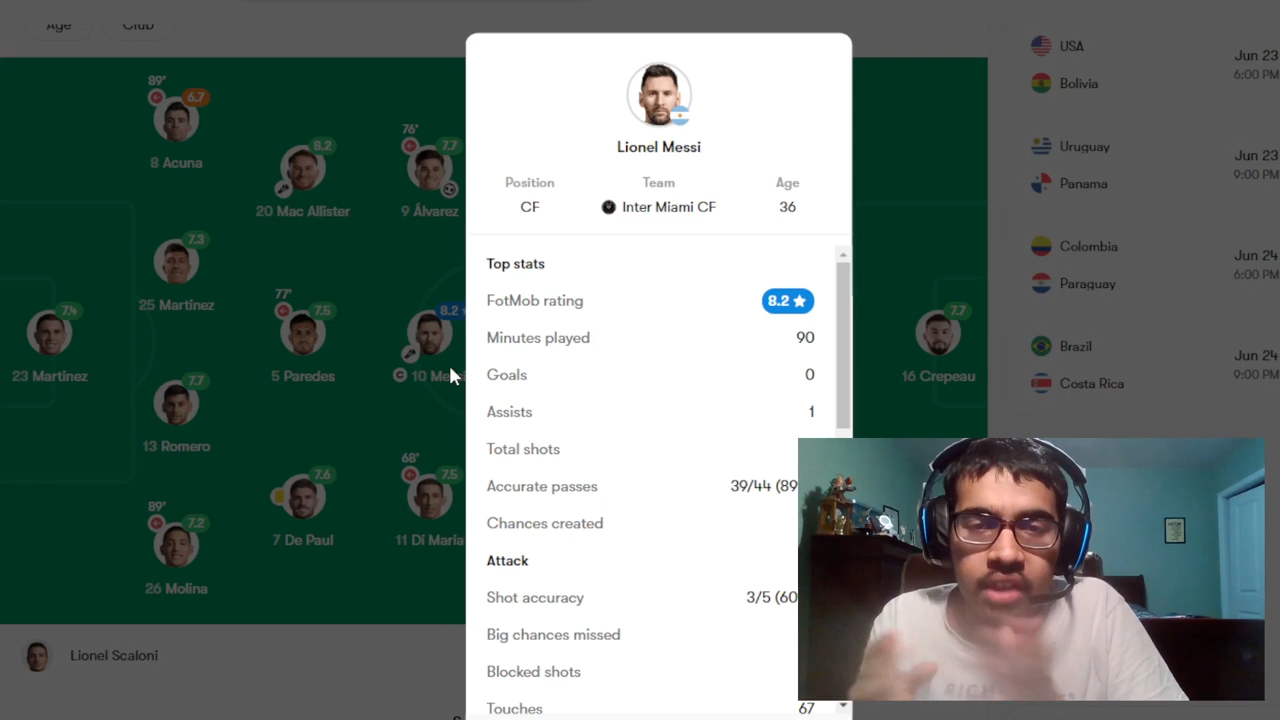 Age Club
89'
6.7
8 Acuna
8.2
20 Mac Allister
76'
7.7
9 Álvarez
7.3
25 Martinez
7.4
23 Martinez
77'
7.5
5 Paredes
8.2
C 10 Messi
7.7
13 Romero
7.6
7 De Paul
68'
7.5
11 Di Maria
89'
7.2
26 Molina
Lionel Scaloni
Lionel Messi
Position Team Age
CF Inter Miami CF 36
Top stats
FotMob rating 8.2
Minutes played 90
Goals 0
Assists 1
Total shots
Accurate passes 39/44 (89
Chances created
Attack
Shot accuracy 3/5 (60
Big chances missed
Blocked shots
Touches 67
7.7
16 Crepeau
USA
Jun 23
6:00 PM
Bolivia
Uruguay
Jun 23
9:00 PM
Panama
Colombia
Jun 24
6:00 PM
Paraguay
Brazil
Jun 24
9:00 PM
Costa Rica